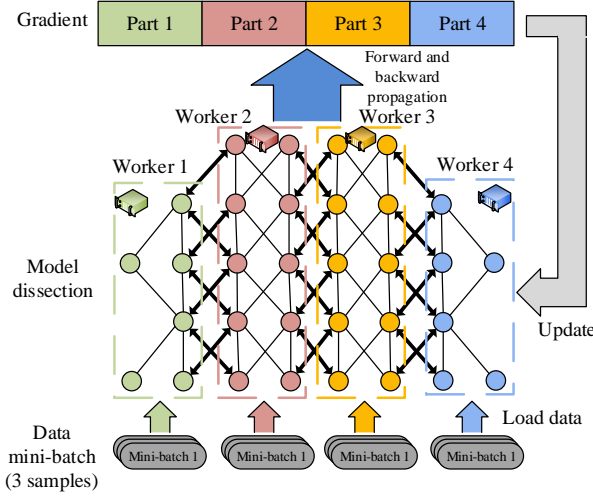 Gradient
Part 1
Part 2
Part 3
Part 4
Forward and
backward
propagation
Worker 2
Worker 3
Worker 1
Worker 4
Model
dissection
Update
Load data
Data
mini-batch
(3 samples)
Mini-batch 1
Mini-batch 1
Mini-batch 1
Mini-batch 1